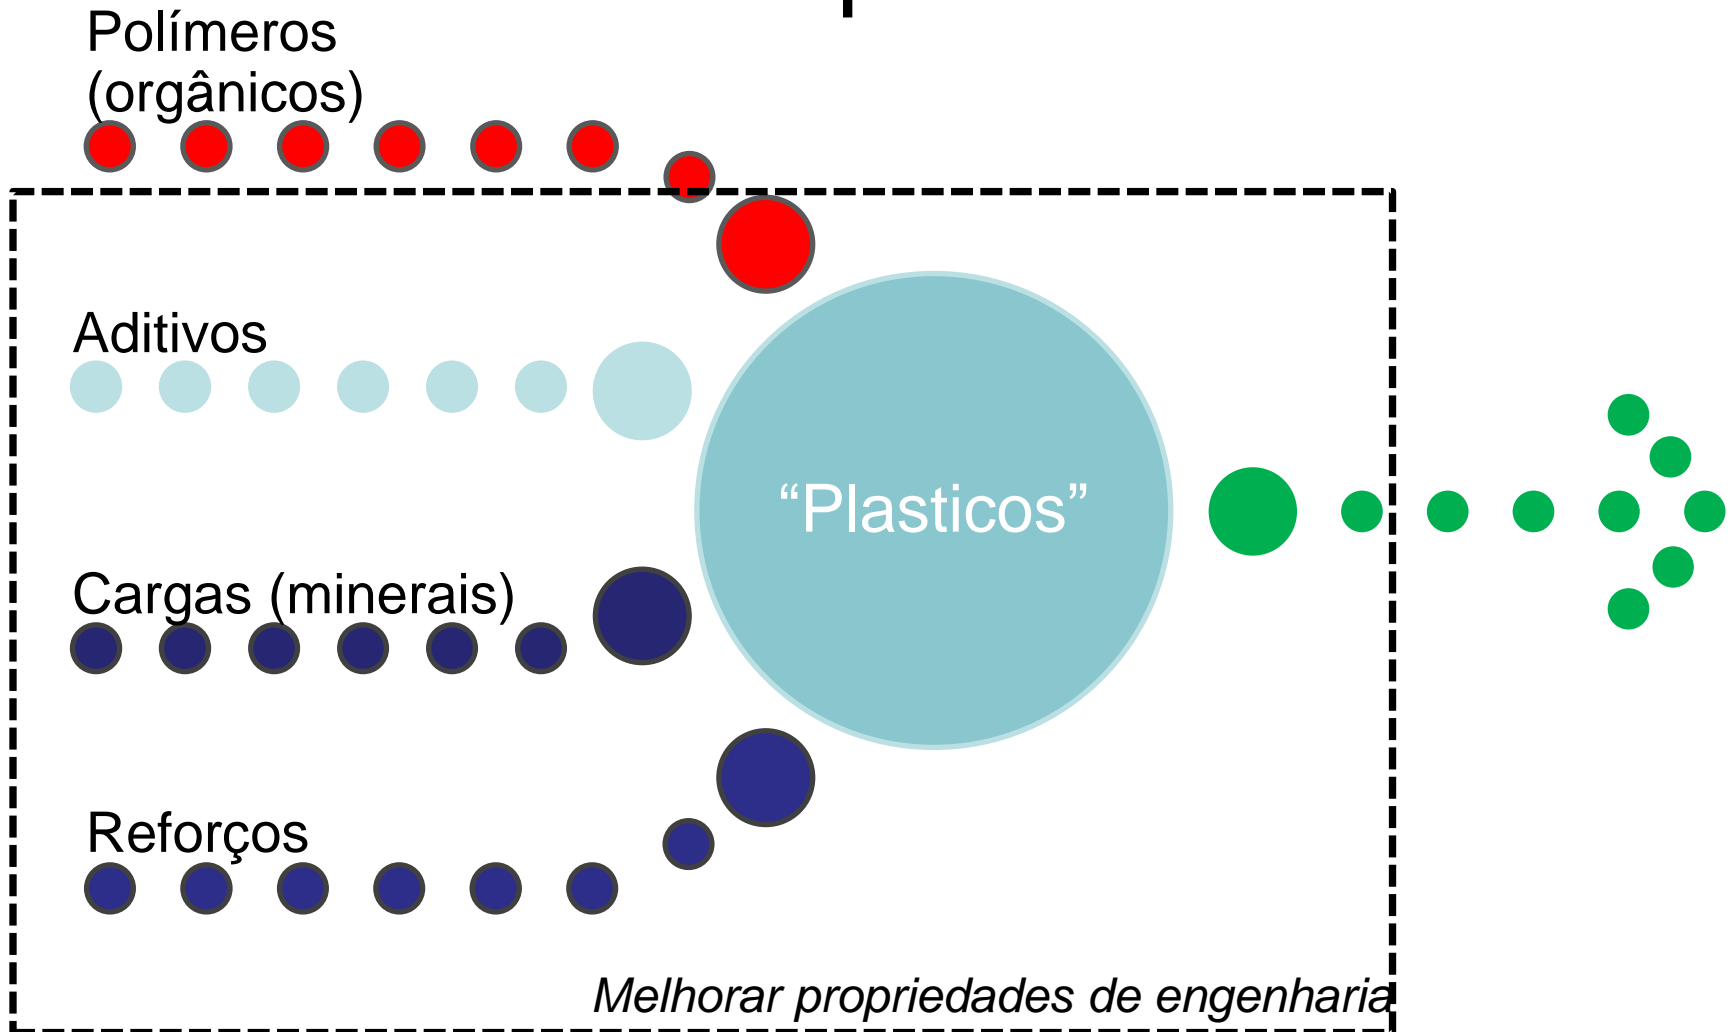 Polímeros
(orgânicos)
Aditivos
“Plasticos”
Cargas (minerais)
Reforços
Melhorar propriedades de engenharia